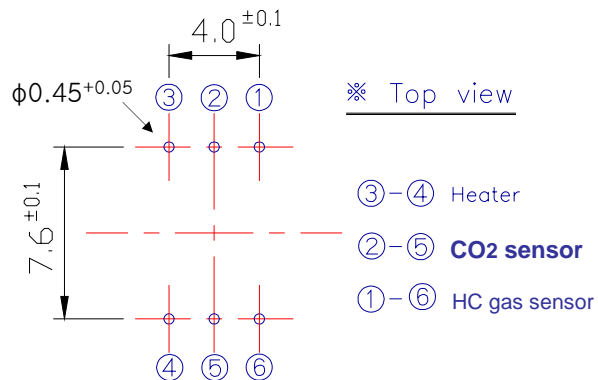 4.0 ±0.1
ϕ0.45+0.05
③ ② ①
※ Top view
7.6 ±0.1
③-④ Heater
②-⑤ CO2 sensor
①-⑥ HC gas sensor
④ ⑤ ⑥